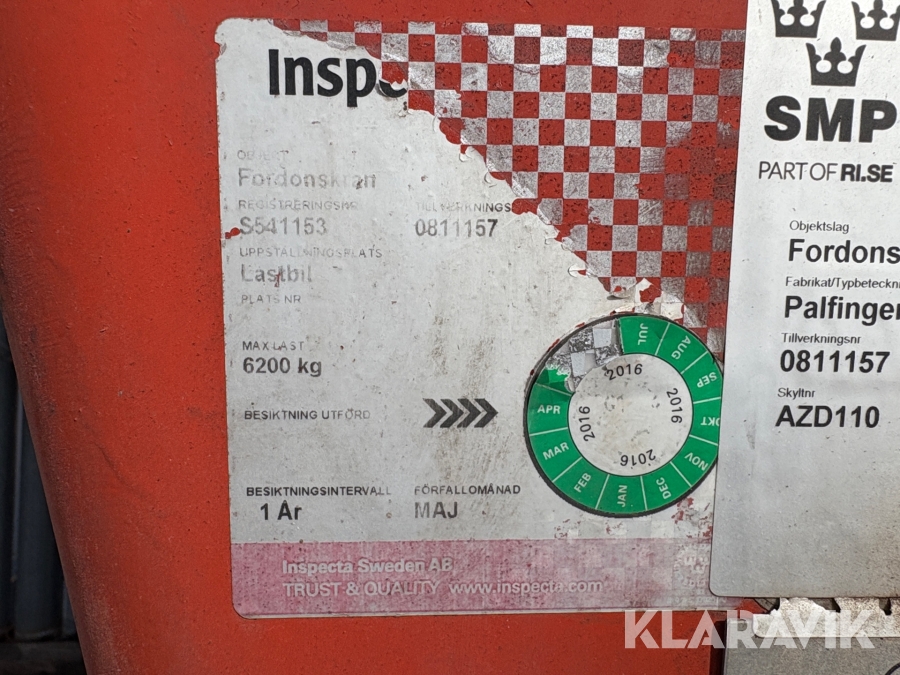 Inspe
OBJEKT
Fordonskran
REGISTRERINGSNR TILLVERKNINGS
S541153 0811157
UPPSTÄLLNINGSPLATS
Lastbil
PLATS NR
MAX LAST
6200 kg
BESIKTNING UTFÖRD
BESIKTNINGSINTERVALL FÖRFALLOMÅNAD
1 År MAJ
Inspecta Sweden AB
TRUST & QUALITY www.inspecta.com
JUL
AUG
SEP
OKT
NOV
DEC
JAN
FEB
MAR
APR
2016
2016
2016
2016
SMP
PART OF RI.SE
Objektslag
Fordons
Fabrikat/Typbeteckn
Palfinger
Tillverkningsnr
0811157
Skyltnr
AZD110
KLARAVIK